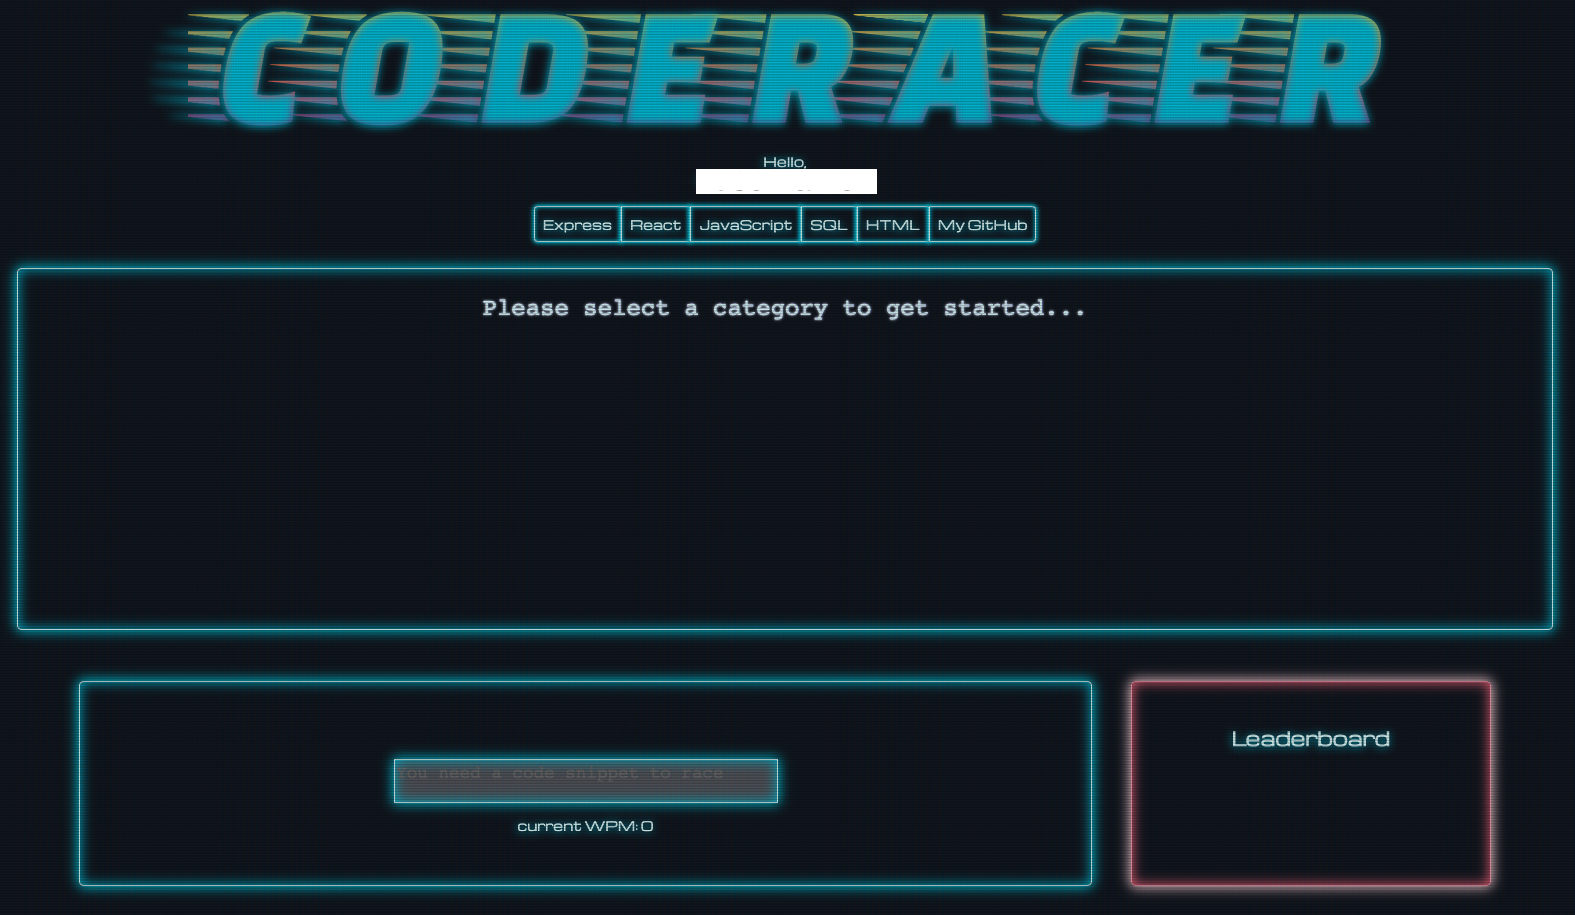 CODERACER
Hello,
Express React JavaScript SQL HTML My GitHub
Please select a category to get started...
You need a code snippet to race
Leaderboard
current WPM: 0